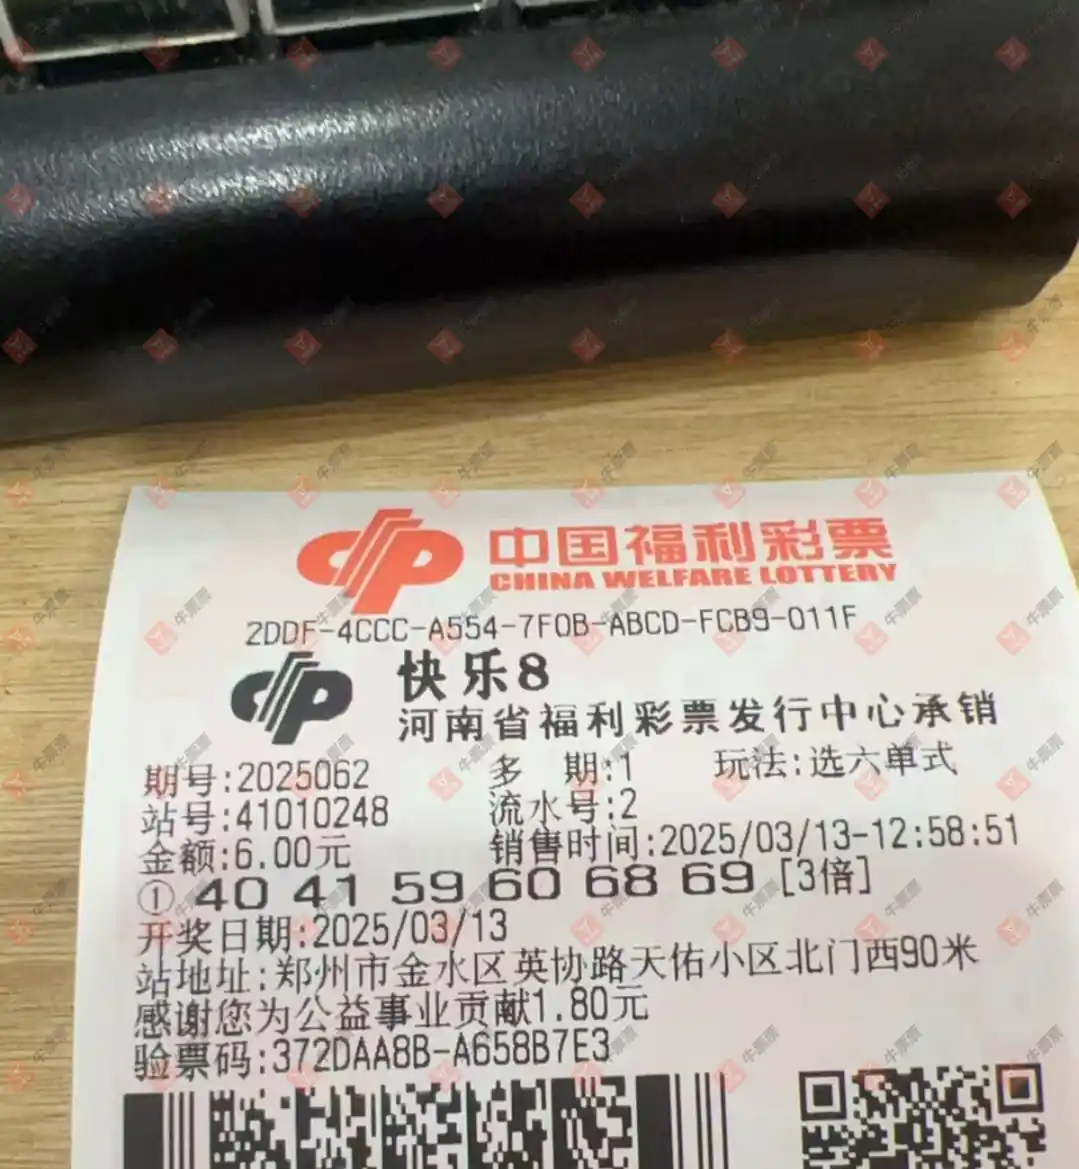 中国福利彩票
CHINA WELFARE LOTTERY
2DDF-4CCC-A554-7F0B-ABCD-FCB9-011F
快乐8
河南省福利彩票发行中心承销
期号:2025062 多 期:1 玩法:选六单式
站号:41010248 流水号:2
金额:6.00元 销售时间:2025/03/13-12:58:51
① 40 41 59 60 68 69 [3倍]
开奖日期:2025/03/13
站地址:郑州市金水区英协路天佑小区北门西90米
感谢您为公益事业贡献1.80元
验票码:372DAA8B-A658B7E3
牛票票